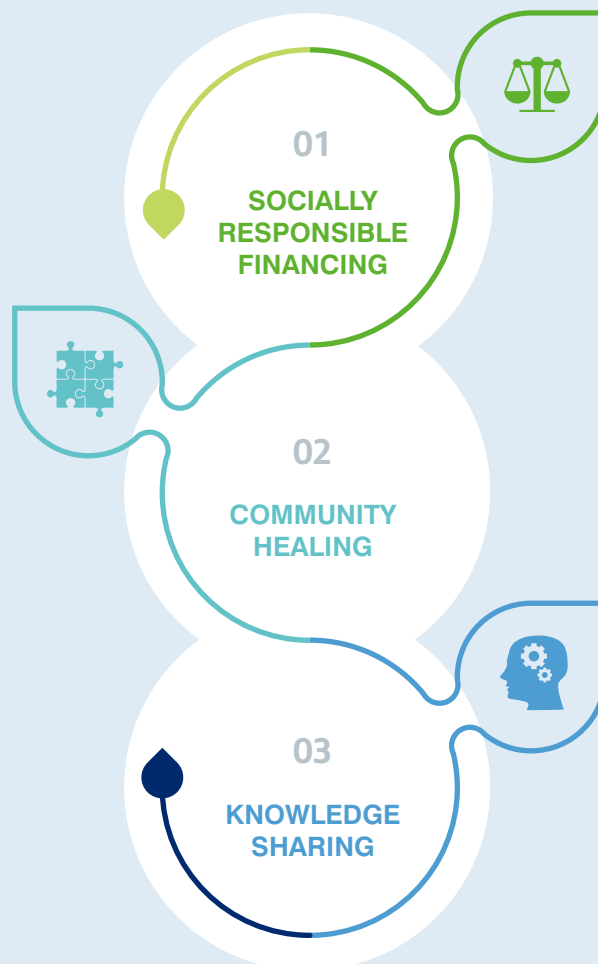 01
SOCIALLY
RESPONSIBLE
FINANCING
02
COMMUNITY
HEALING
03
KNOWLEDGE
SHARING